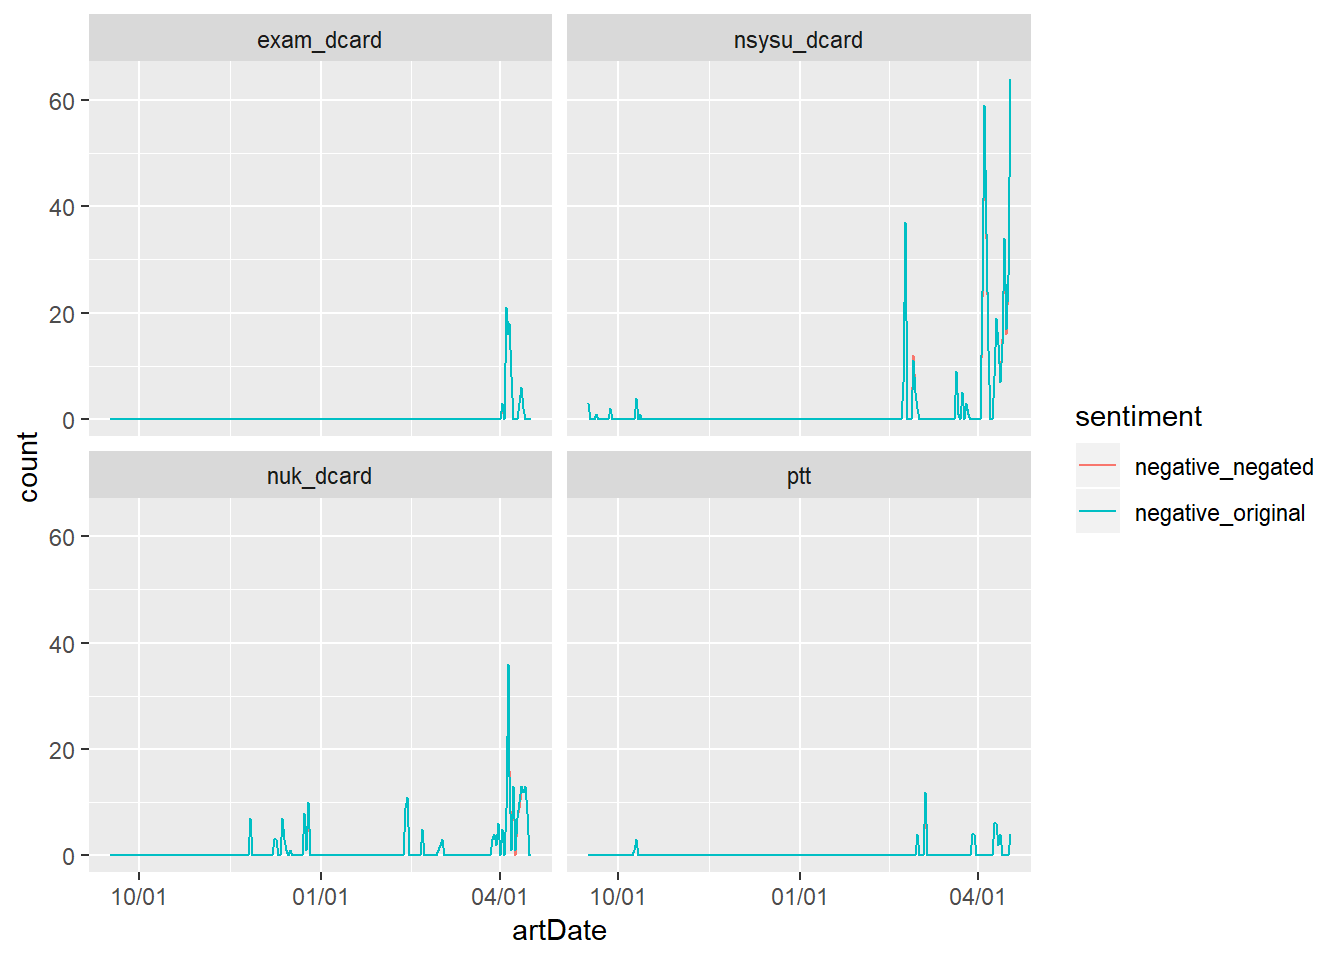 exam_dcard
nsysu_dcard
60
40
20
0
nuk_dcard
ptt
60
40
20
0
10/01
01/01
04/01
10/01
01/01
04/01
artDate
count
sentiment
negative_negated
negative_original